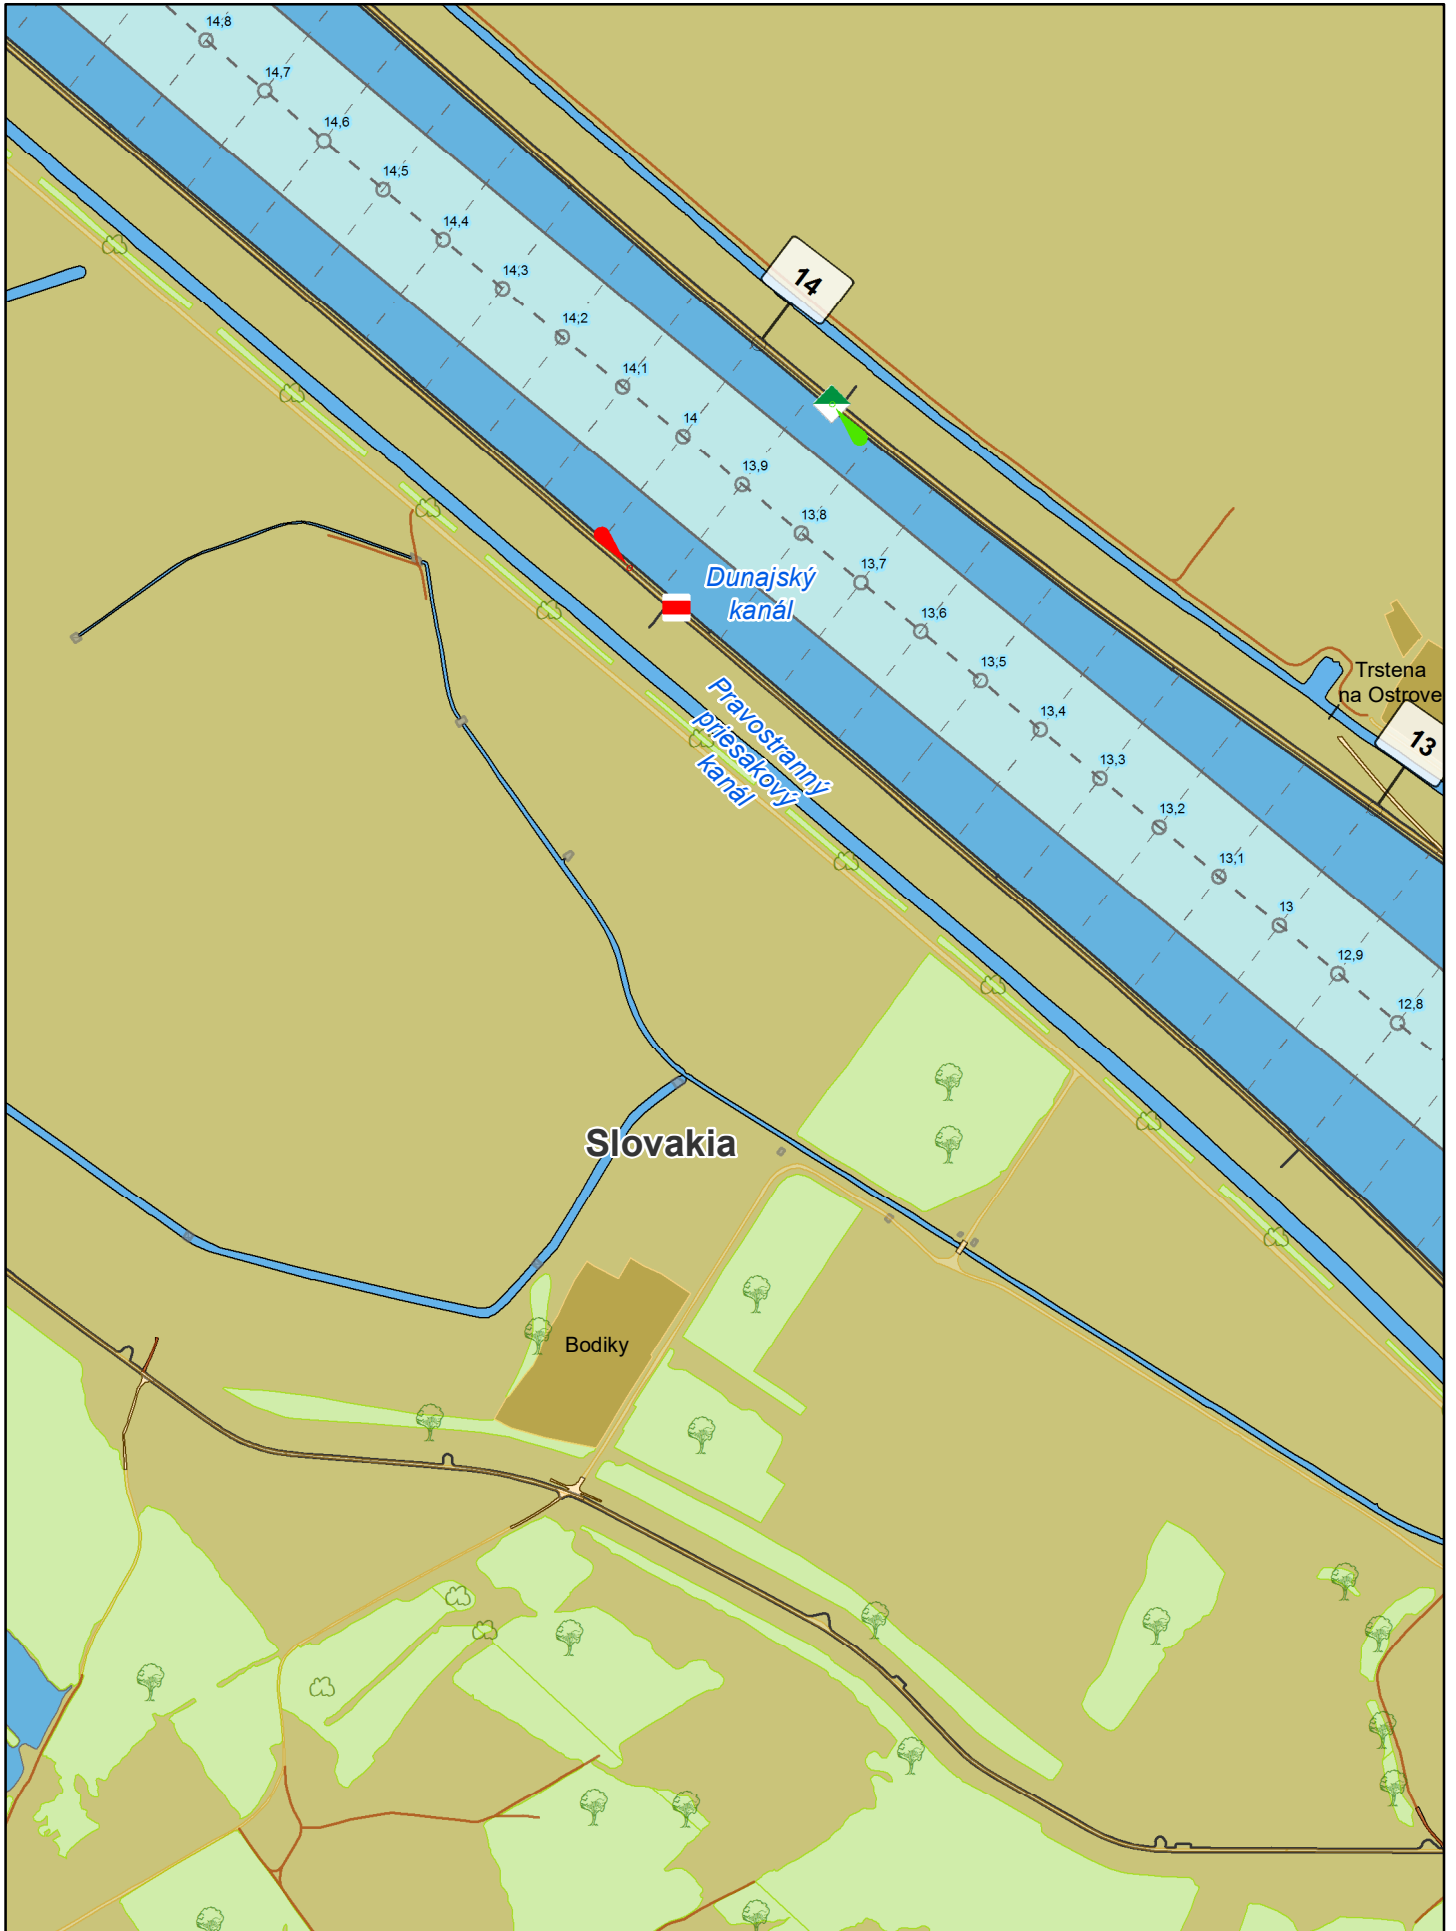 14,8
14,7
14,6
14,5
14,4
14,3
14
14,2
14,1
14
13,9
13,8
13,7
Dunajský
kanál
13,6
13,5
Trstena
na Ostrove
Pravostranný
priesakový
kanál
13,4
13
13,3
13,2
13,1
13
12,9
12,8
Slovakia
Bodiky